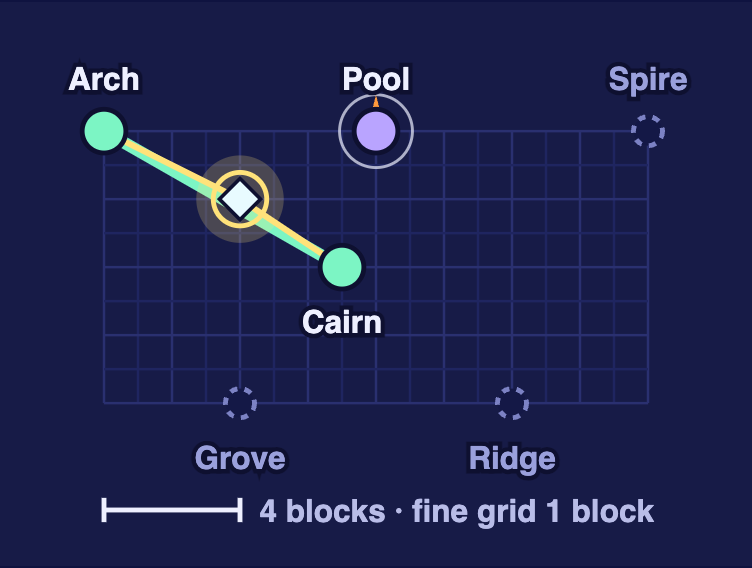 Arch
Pool
Spire
Cairn
Grove
Ridge
4 blocks · fine grid 1 block